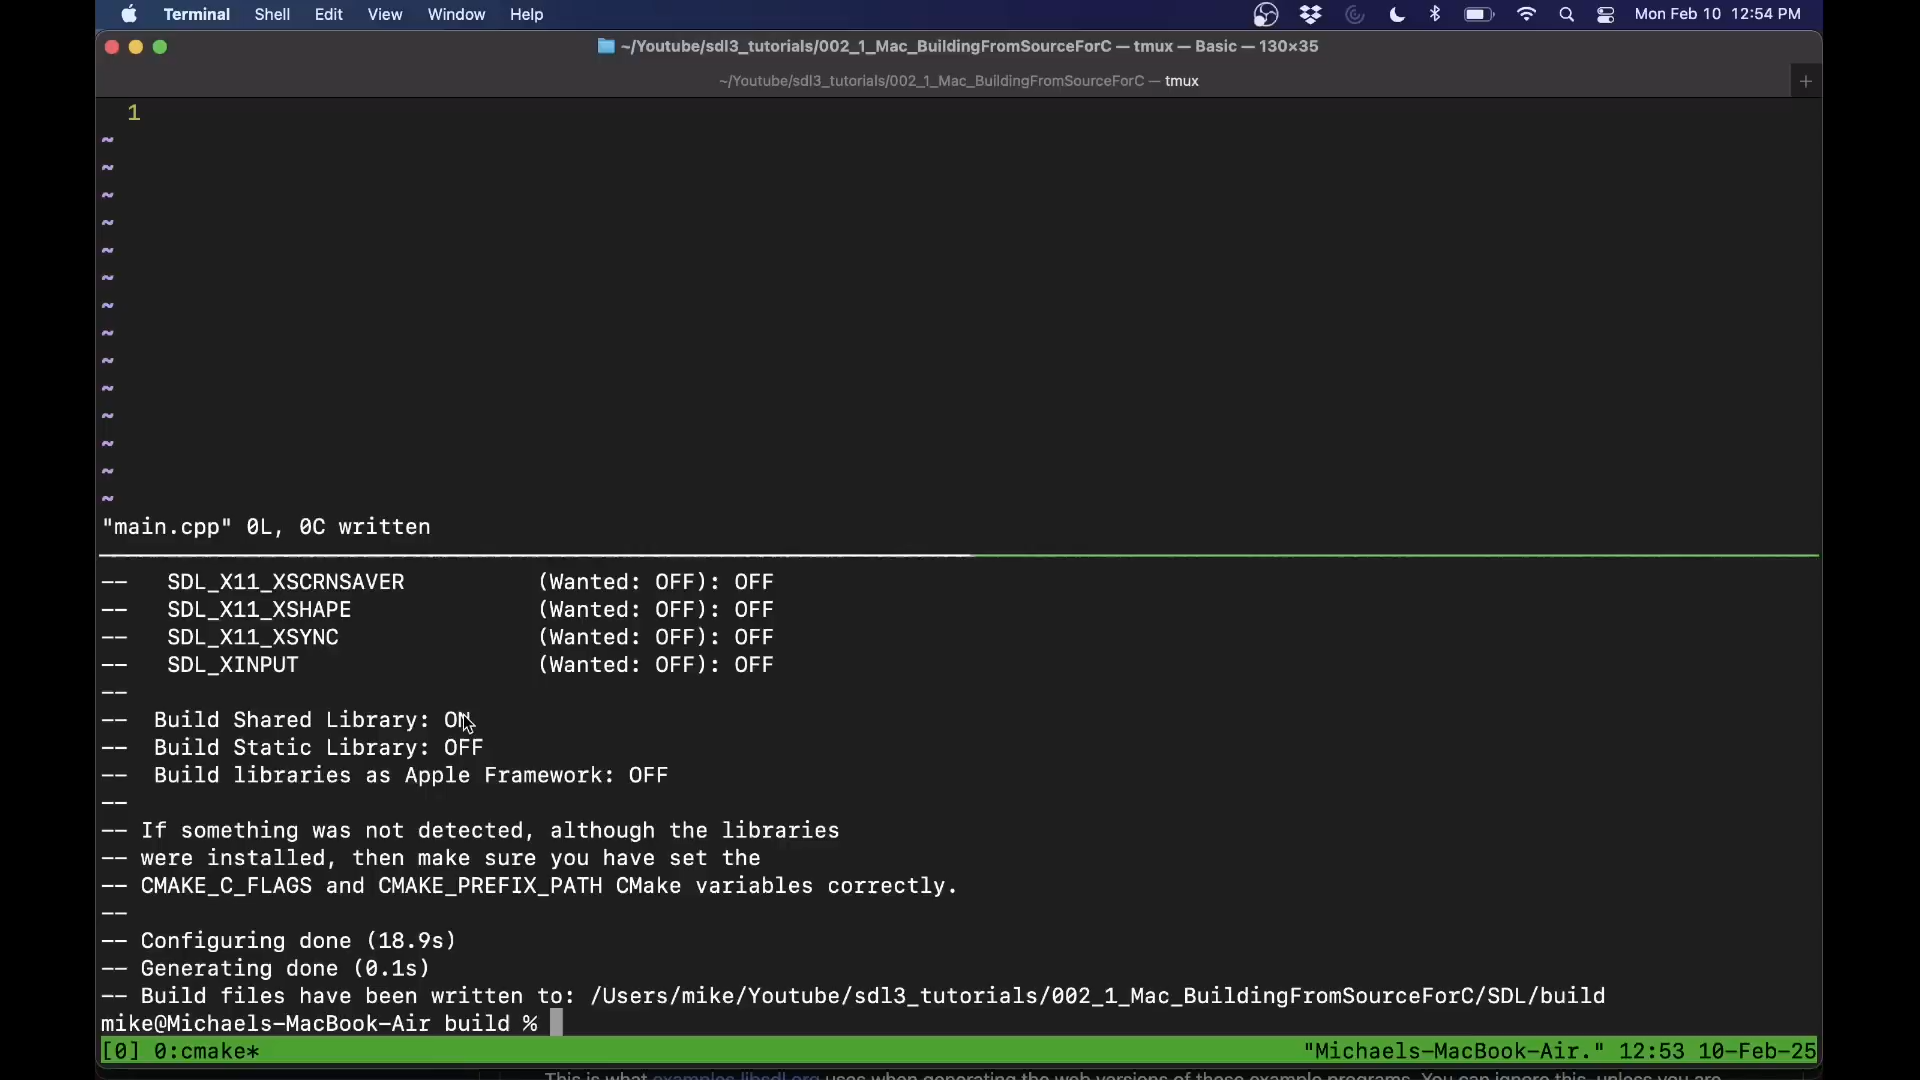 Terminal Shell Edit View Window Help Mon Feb 10 12:54 PM
~/Youtube/sdl3_tutorials/002_1_Mac_BuildingFromSourceForC — tmux — Basic — 130×35
~/Youtube/sdl3_tutorials/002_1_Mac_BuildingFromSourceForC — tmux +
1
~
~
~
~
~
~
~
~
~
~
~
~
~
~
"main.cpp" 0L, 0C written
-- SDL_X11_XSCRNSAVER (Wanted: OFF): OFF
-- SDL_X11_XSHAPE (Wanted: OFF): OFF
-- SDL_X11_XSYNC (Wanted: OFF): OFF
-- SDL_XINPUT (Wanted: OFF): OFF
--
-- Build Shared Library: ON
-- Build Static Library: OFF
-- Build libraries as Apple Framework: OFF
--
-- If something was not detected, although the libraries
-- were installed, then make sure you have set the
-- CMAKE_C_FLAGS and CMAKE_PREFIX_PATH CMake variables correctly.
--
-- Configuring done (18.9s)
-- Generating done (0.1s)
-- Build files have been written to: /Users/mike/Youtube/sdl3_tutorials/002_1_Mac_BuildingFromSourceForC/SDL/build
mike@Michaels-MacBook-Air build %
[0] 0:cmake* "Michaels-MacBook-Air." 12:53 10-Feb-25
This is what examples.libsdl.org uses when generating the web versions of these example programs. You can ignore this, unless you are